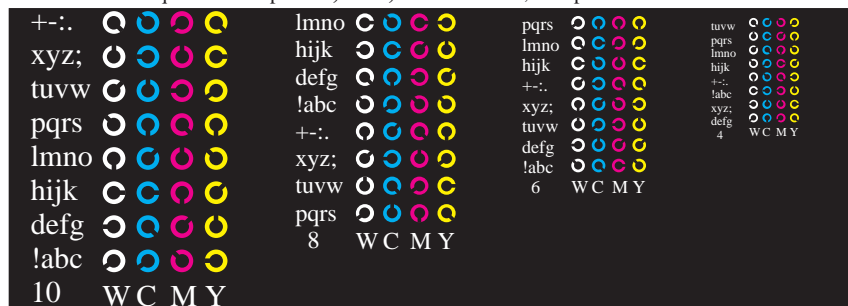 +-:.
xyz;
tuvw
pqrs
lmno
hijk
defg
!abc
10 W C M Y
lmno
hijk
defg
!abc
+-:.
xyz;
tuvw
pqrs
8 W C M Y
pqrs
lmno
hijk
+-:.
xyz;
tuvw
defg
!abc
6 W C M Y
tuvw
pqrs
lmno
hijk
+-:.
!abc
xyz;
defg
4 W C M Y